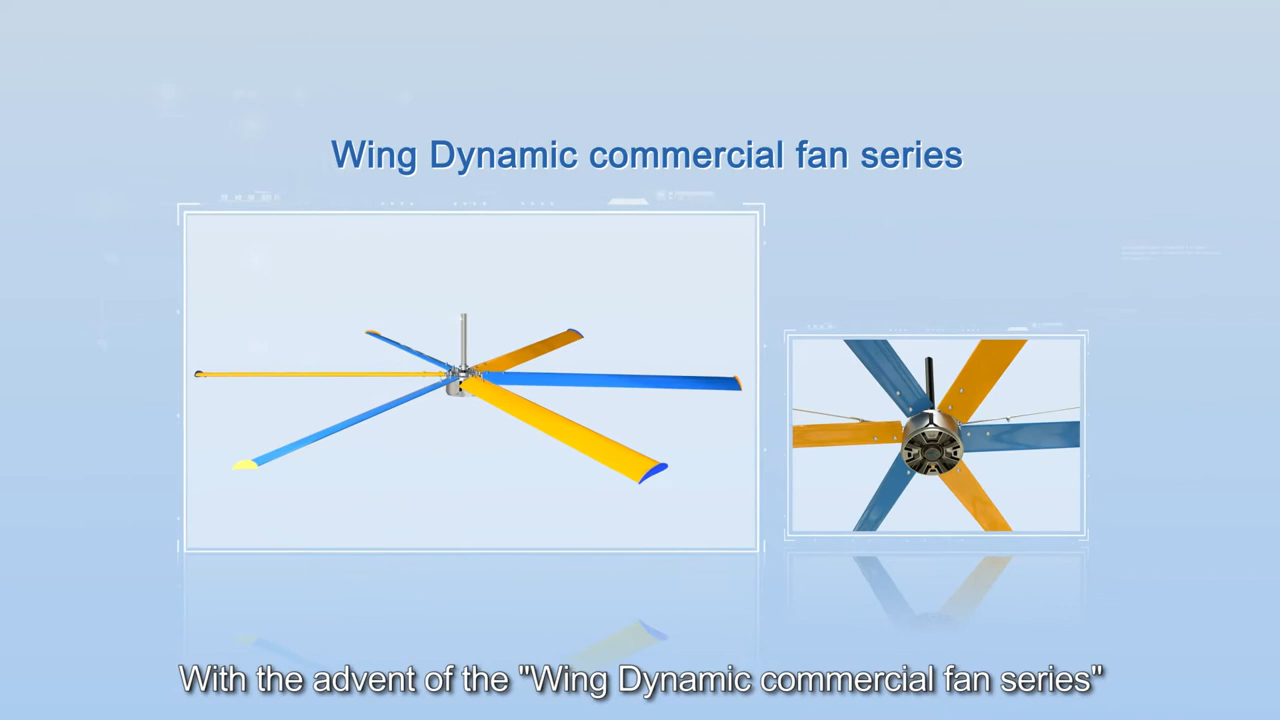 Wing Dynamic commercial fan series
With the advent of the "Wing Dynamic commercial fan series"